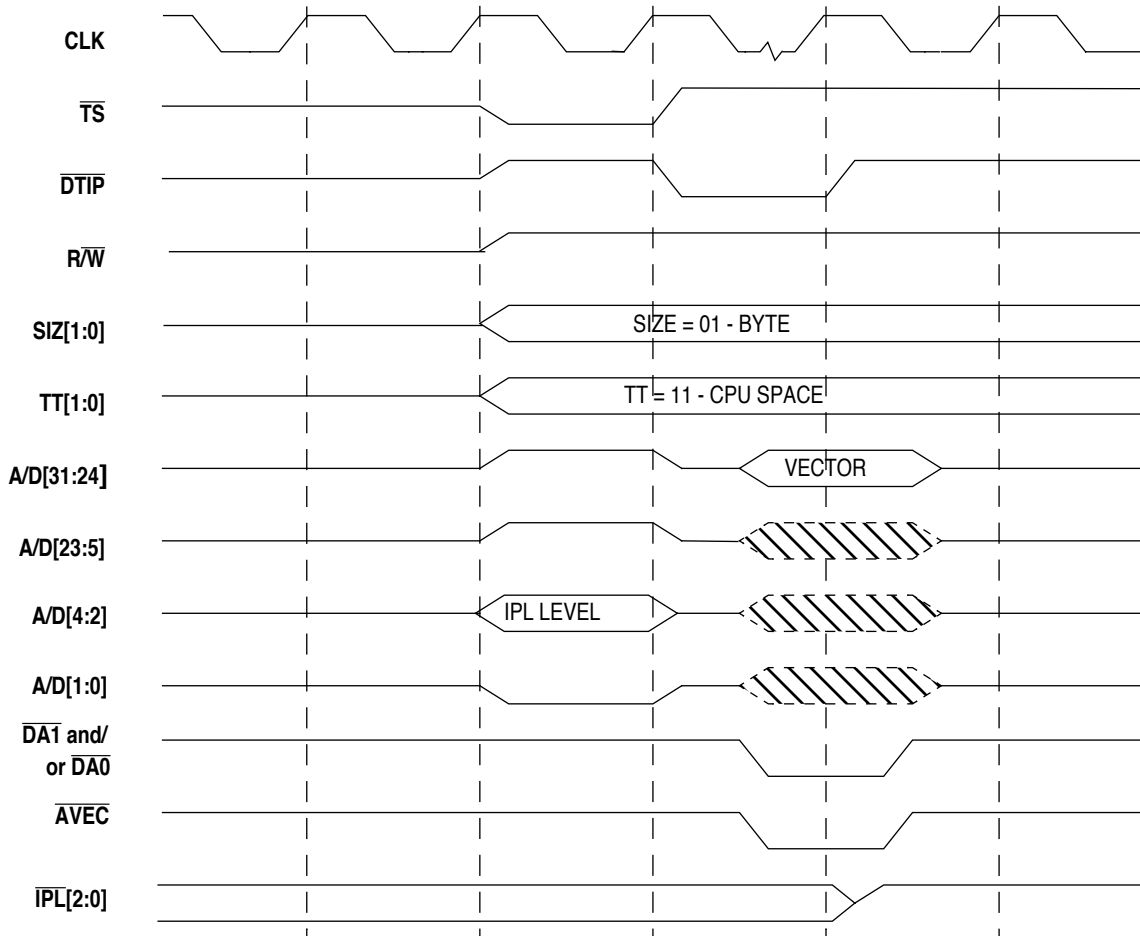 CLK
TS
DTIP
R/W
SIZ[1:0]
SIZE = 01 - BYTE
TT[1:0]
TT = 11 - CPU SPACE
A/D[31:24]
VECTOR
A/D[23:5]
A/D[4:2]
IPL LEVEL
A/D[1:0]
DA1 and/
or DA0
AVEC
IPL[2:0]